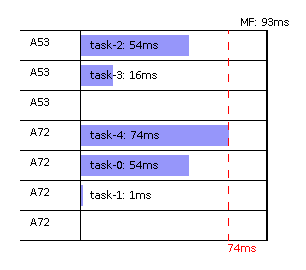 MF: 93ms
A53 task-2: 54ms
A53 task-3: 16ms
A53
A72 task-4: 74ms
A72 task-0: 54ms
A72 task-1: 1ms
A72
74ms